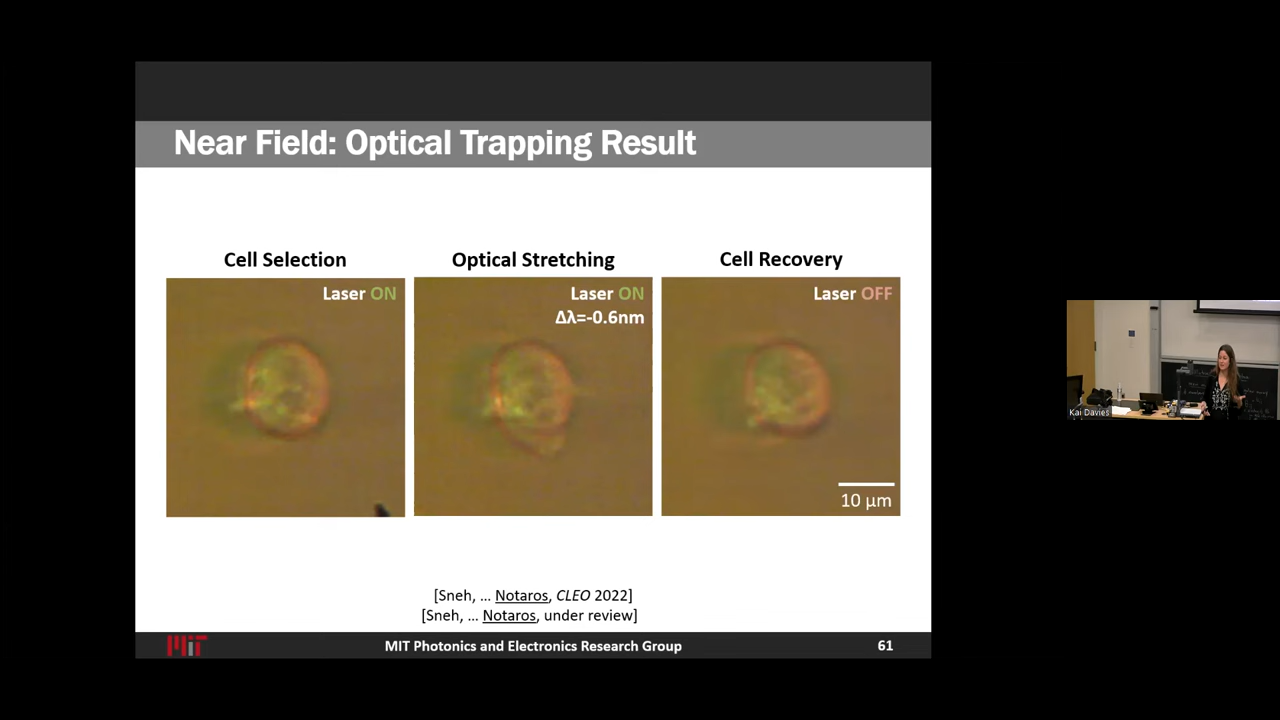 Near Field: Optical Trapping Result
Cell Selection
Optical Stretching
Cell Recovery
Laser ON
Laser ON
Δλ=-0.6nm
Laser OFF
10 µm
[Sneh, ... Notaros, CLEO 2022]
[Sneh, ... Notaros, under review]
MIT
MIT Photonics and Electronics Research Group
61
Kai Davies